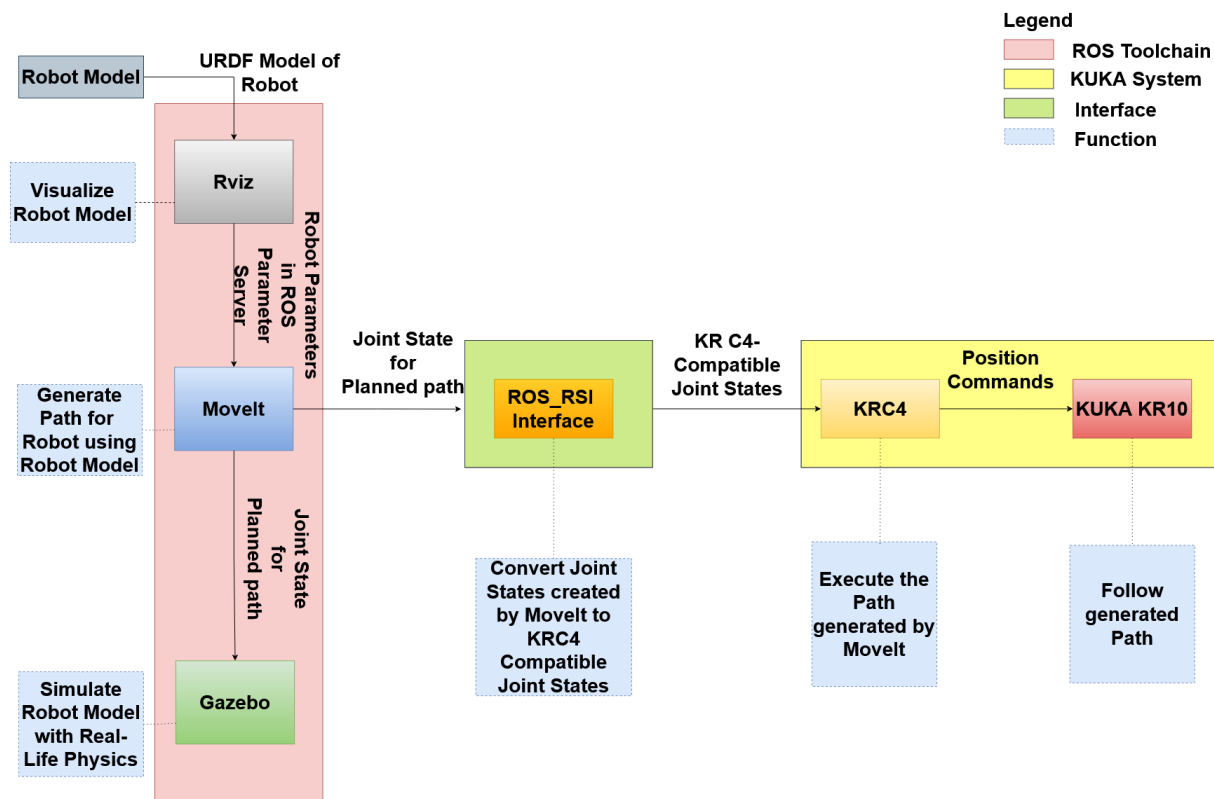 Legend
ROS Toolchain
KUKA System
Interface
Function
Robot Model
URDF Model of
Robot
Rviz
Visualize
Robot Model
Robot Parameters
in ROS
Parameter
Server
MoveIt
Generate
Path for
Robot using
Robot Model
Joint State
for
Planned path
ROS_RSI
Interface
KR C4-
Compatible
Joint States
KRC4
Position
Commands
KUKA KR10
Joint State
for
Planned path
Gazebo
Simulate
Robot Model
with Real-
Life Physics
Convert Joint
States created
by MoveIt to
KRC4
Compatible
Joint States
Execute the
Path
generated by
MoveIt
Follow
generated
Path